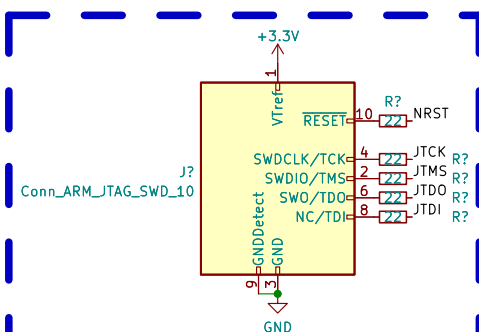 +3.3V
1
VTref
R?
RESET 10 22 NRST
SWDCLK/TCK 4 22 JTCK R?
J?
SWDIO/TMS 2 22 JTMS R?
Conn_ARM_JTAG_SWD_10
SWO/TDO 6 22 JTDO R?
NC/TDI 8 22 JTDI R?
GNDDetect
GND
9
3
GND